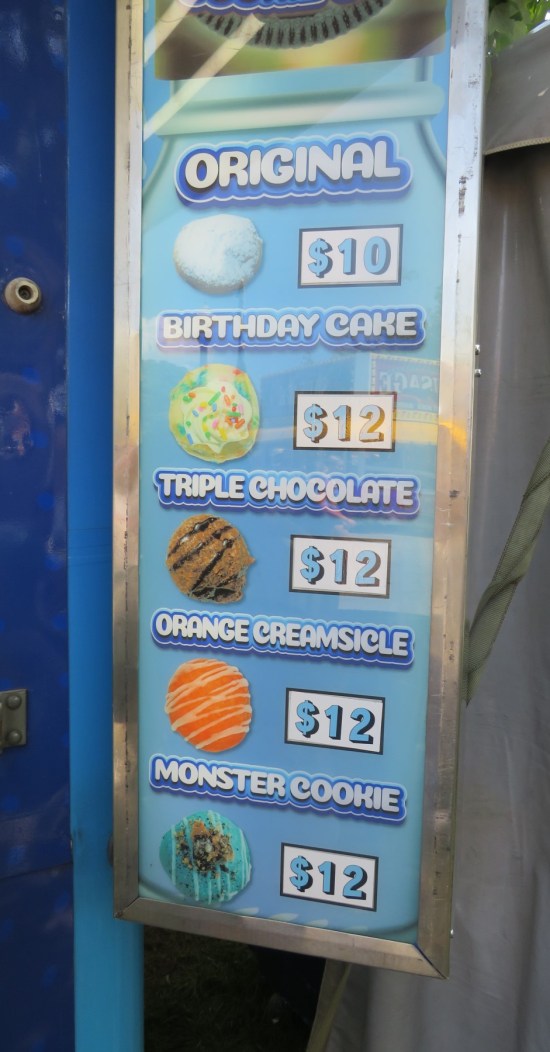 ORIGINAL
$10
BIRTHDAY CAKE
$12
TRIPLE CHOCOLATE
$12
ORANGE CREAMSICLE
$12
MONSTER COOKIE
$12